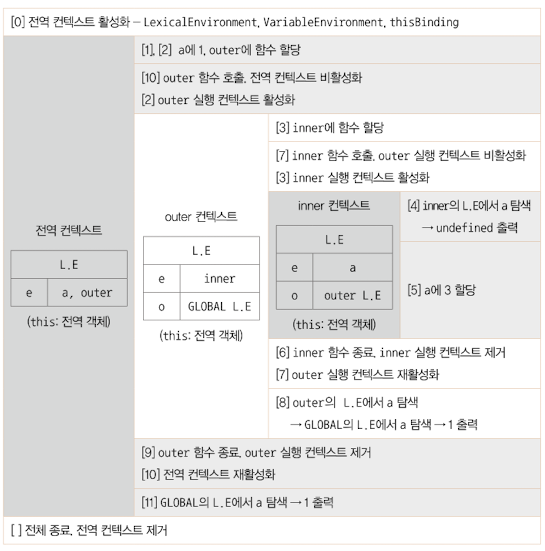 [0] 전역 컨텍스트 활성화 – LexicalEnvironment, VariableEnvironment, thisBinding
[1], [2] a에 1, outer에 함수 할당
[10] outer 함수 호출, 전역 컨텍스트 비활성화
[2] outer 실행 컨텍스트 활성화
[3] inner에 함수 할당
[7] inner 함수 호출, outer 실행 컨텍스트 비활성화
[3] inner 실행 컨텍스트 활성화
전역 컨텍스트
L.E
e a, outer
(this: 전역 객체)
outer 컨텍스트
L.E
e inner
o GLOBAL L.E
(this: 전역 객체)
inner 컨텍스트
L.E
e a
o outer L.E
(this: 전역 객체)
[4] inner의 L.E에서 a 탐색
→ undefined 출력
[5] a에 3 할당
[6] inner 함수 종료, inner 실행 컨텍스트 제거
[7] outer 실행 컨텍스트 재활성화
[8] outer의 L.E에서 a 탐색
→ GLOBAL의 L.E에서 a 탐색 → 1 출력
[9] outer 함수 종료, outer 실행 컨텍스트 제거
[10] 전역 컨텍스트 재활성화
[11] GLOBAL의 L.E에서 a 탐색 → 1 출력
[ ] 전체 종료, 전역 컨텍스트 제거